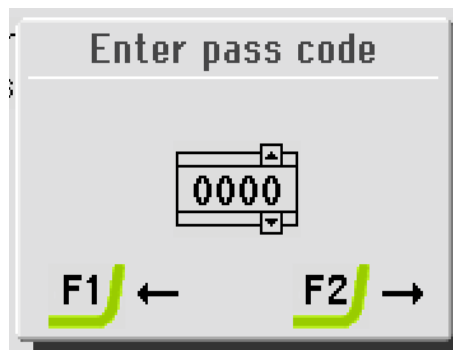 Enter pass code
0000
F1 ← F2 →